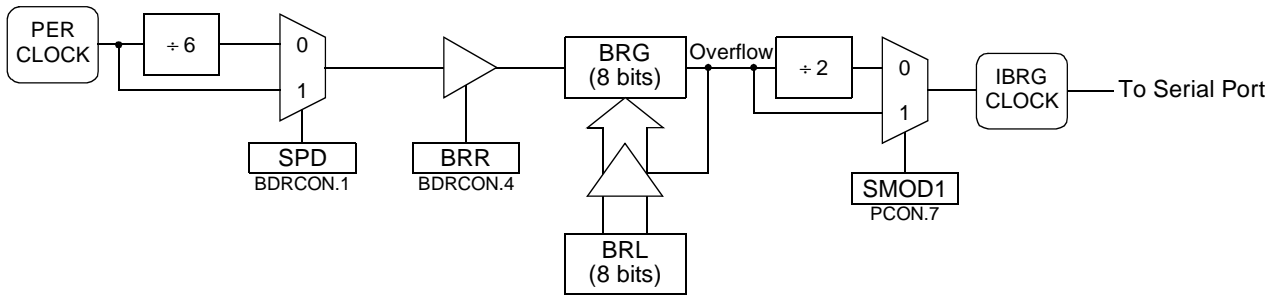 PER
CLOCK
÷ 6
0
1
SPD
BDRCON.1
BRR
BDRCON.4
BRG
(8 bits)
Overflow
BRL
(8 bits)
÷ 2
0
1
SMOD1
PCON.7
IBRG
CLOCK
To Serial Port